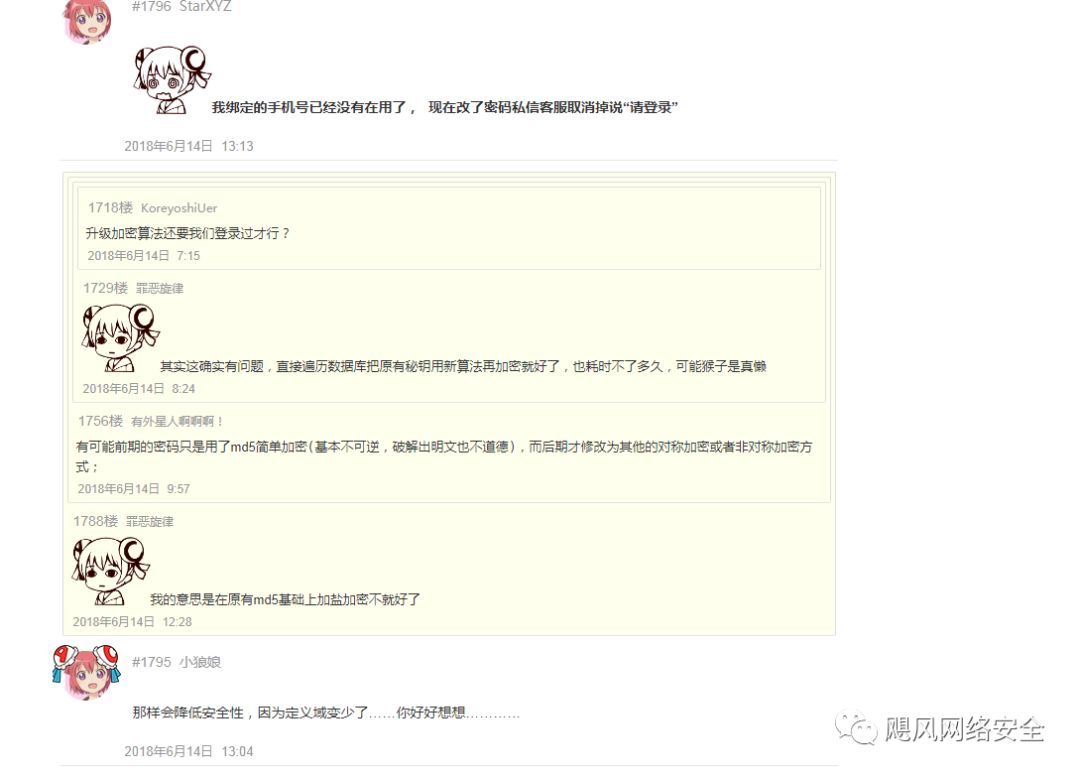 #1796 StarXYZ
我绑定的手机号已经没有在用了， 现在改了密码私信客服取消掉说“请登录”
2018年6月14日 13:13
1718楼 KoreyoshiUer
升级加密算法还要我们登录过才行？
2018年6月14日 7:15
1729楼 罪恶旋律
其实这确实有问题，直接遍历数据库把原有秘钥用新算法再加密就好了，也耗时不了多久，可能猴子是真懒
2018年6月14日 8:24
1756楼 有外星人啊啊啊！
有可能前期的密码只是用了md5简单加密(基本不可逆，破解出明文也不道德)，而后期才修改为其他的对称加密或者非对称加密方
式；
2018年6月14日 9:57
1788楼 罪恶旋律
我的意思是在原有md5基础上加盐加密不就好了
2018年6月14日 12:28
#1795 小狼娘
那样会降低安全性，因为定义域变少了……你好好想想…………
2018年6月14日 13:04
飓风网络安全